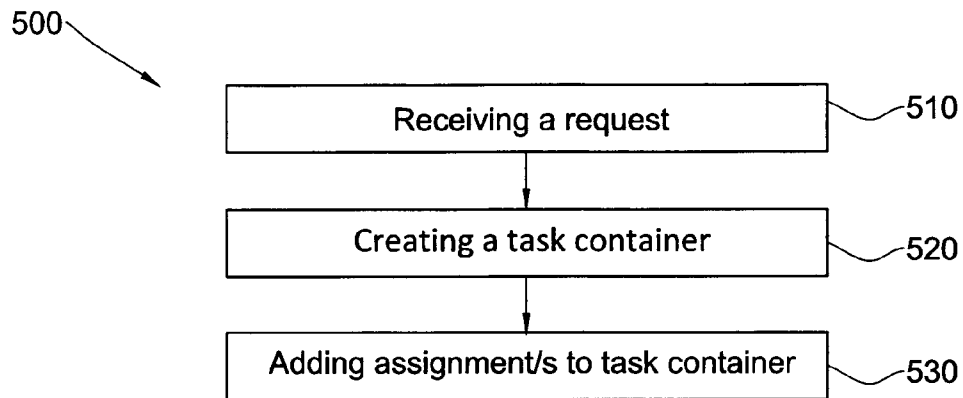 500
Receiving a request
510
Creating a task container
520
Adding assignment/s to task container
530